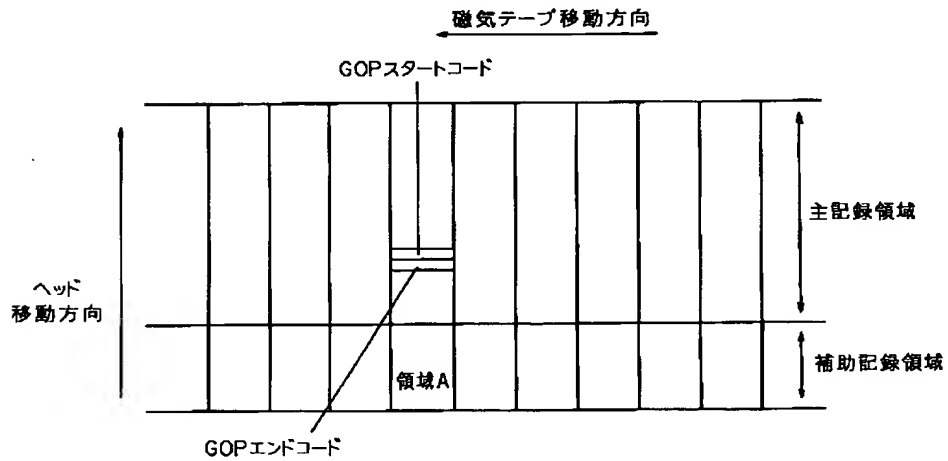 磁気テープ移動方向
GOPスタートコード
主記録領域
ヘッド
移動方向
補助記録領域
領域A
GOPエンドコード